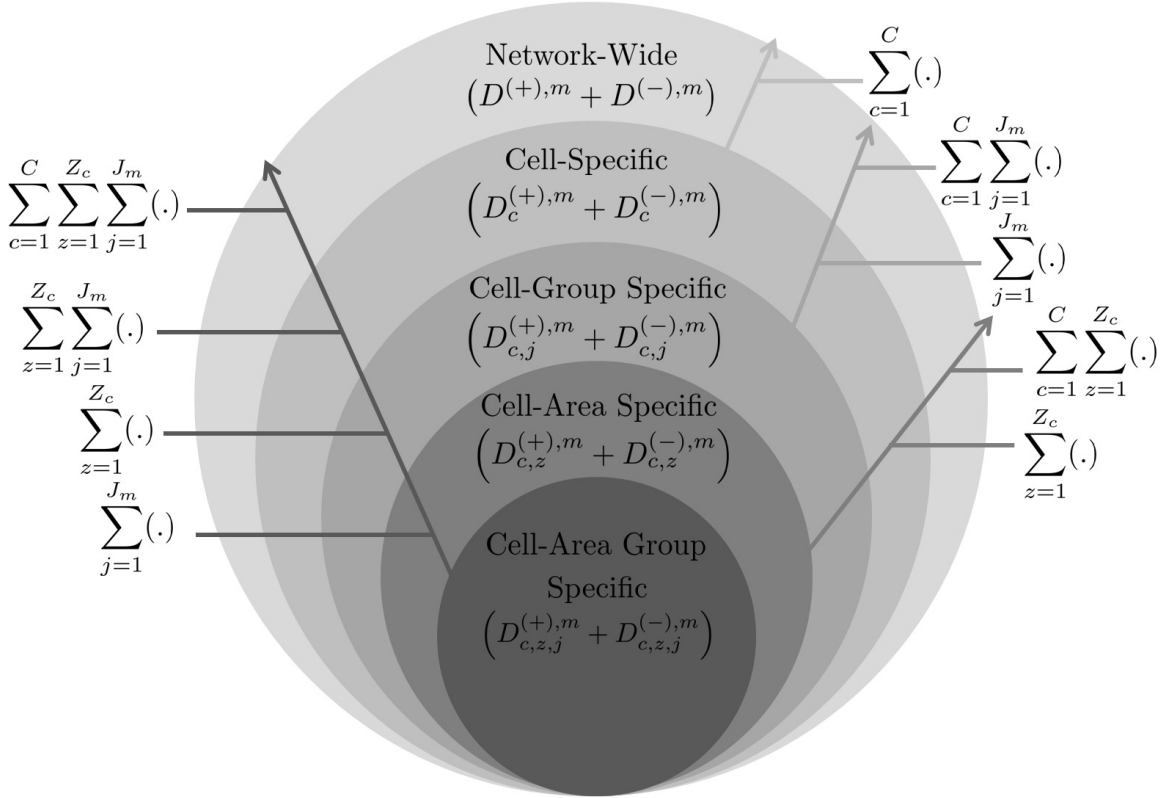 Network-Wide
(D^{(+),m} + D^{(-),m})
Cell-Specific
(D_c^{(+),m} + D_c^{(-),m})
Cell-Group Specific
(D_{c,j}^{(+),m} + D_{c,j}^{(-),m})
Cell-Area Specific
(D_{c,z}^{(+),m} + D_{c,z}^{(-),m})
Cell-Area Group
Specific
(D_{c,z,j}^{(+),m} + D_{c,z,j}^{(-),m})
\sum_{c=1}^{C} \sum_{z=1}^{Z_c} \sum_{j=1}^{J_m} (.)
\sum_{z=1}^{Z_c} \sum_{j=1}^{J_m} (.)
\sum_{z=1}^{Z_c} (.)
\sum_{j=1}^{J_m} (.)
\sum_{c=1}^{C} (.)
\sum_{c=1}^{C} \sum_{j=1}^{J_m} (.)
\sum_{j=1}^{J_m} (.)
\sum_{c=1}^{C} \sum_{z=1}^{Z_c} (.)
\sum_{z=1}^{Z_c} (.)